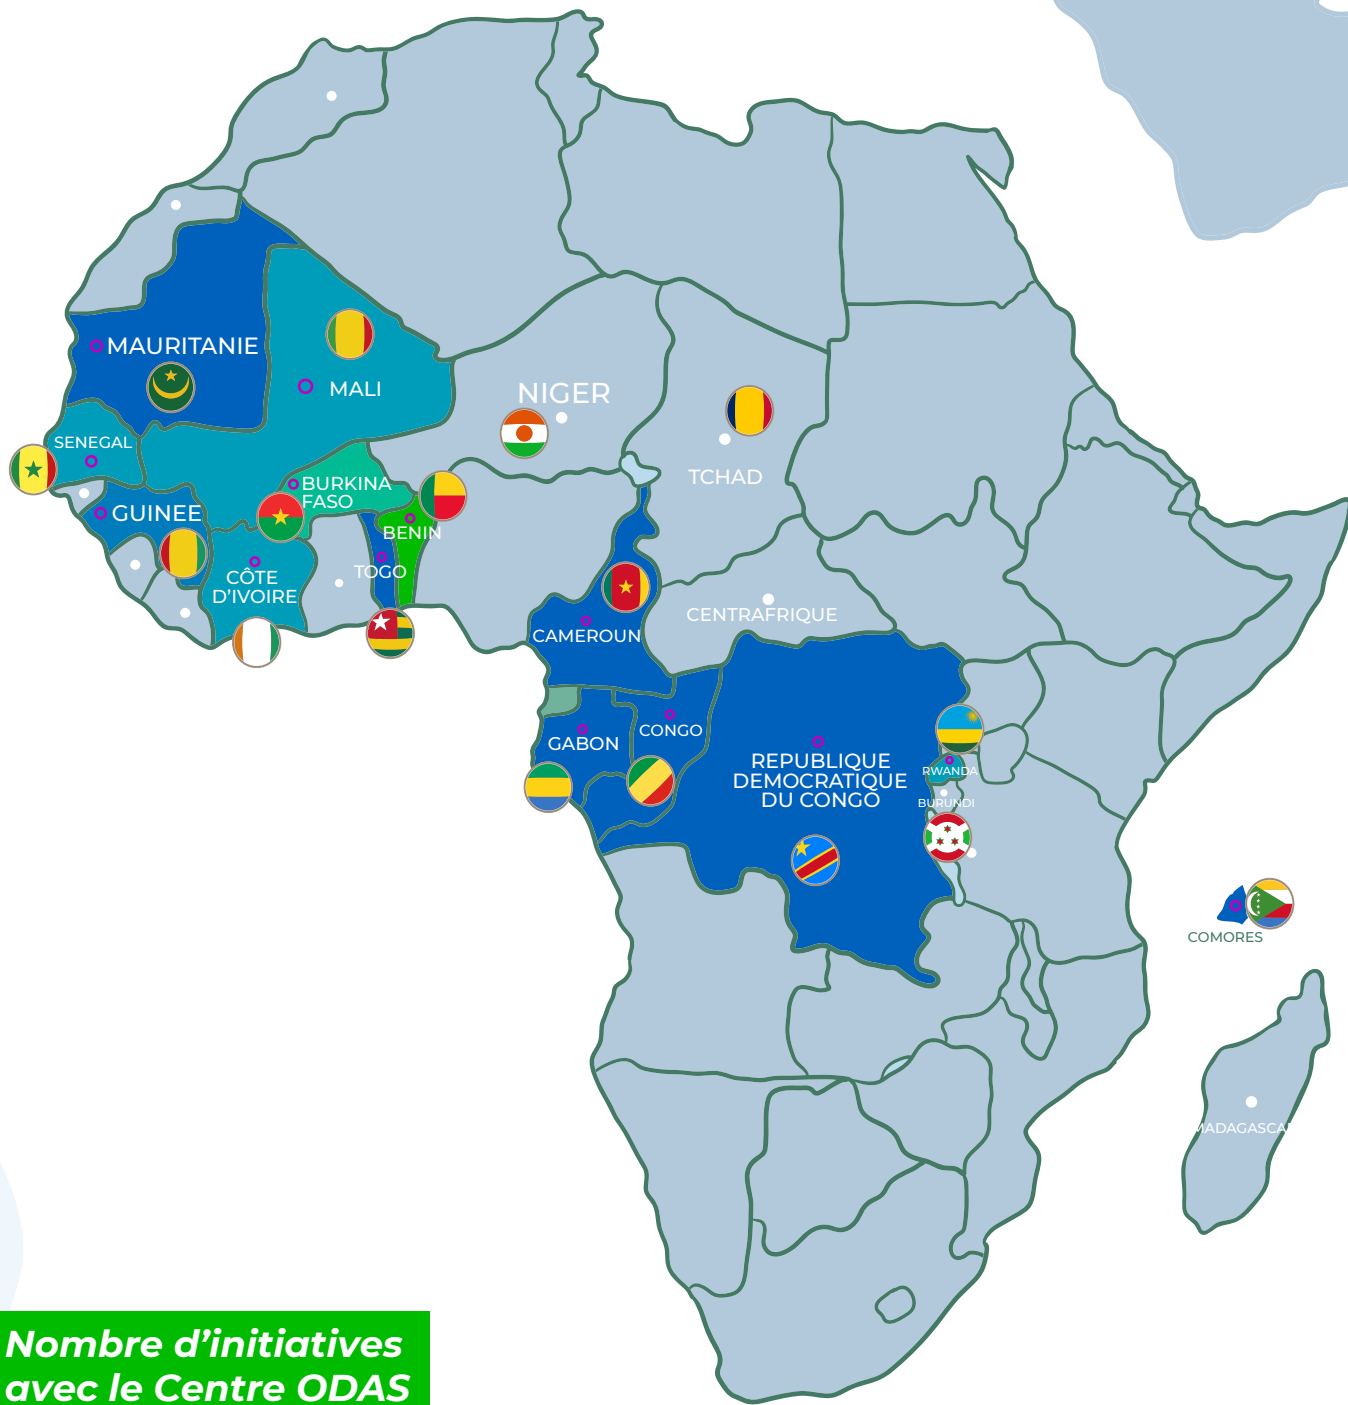 MAURITANIE
MALI
NIGER
SENEGAL
TCHAD
BURKINA
FASO
GUINEE
BENIN
TOGO
CÔTE
D’IVOIRE
CENTRAFRIQUE
CAMEROUN
CONGO
GABON
REPUBLIQUE
DEMOCRATIQUE
DU CONGO
RWANDA
BURUNDI
COMORES
MADAGASCA
Nombre d’initiatives
avec le Centre ODAS